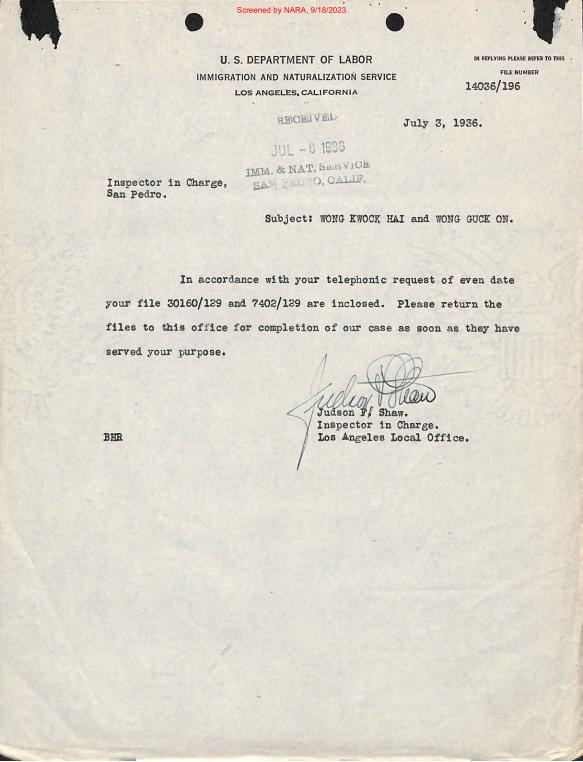 Screened by NARA, 9/18/2023
U. S. DEPARTMENT OF LABOR
IMMIGRATION AND NATURALIZATION SERVICE
LOS ANGELES, CALIFORNIA
IN REPLYING PLEASE REFER TO THIS
FILE NUMBER
14036/196
RECEIVED
July 3, 1936.
JUL - 6 1936
IMM. & NAT. SERVICE
SAN PEDRO, CALIF.
Inspector in Charge,
San Pedro.
Subject: WONG KWOCK HAI and WONG GUCK ON.
In accordance with your telephonic request of even date
your file 30160/129 and 7402/129 are inclosed. Please return the
files to this office for completion of our case as soon as they have
served your purpose.
Judson F. Shaw
Judson F. Shaw.
Inspector in Charge.
Los Angeles Local Office.
BHR